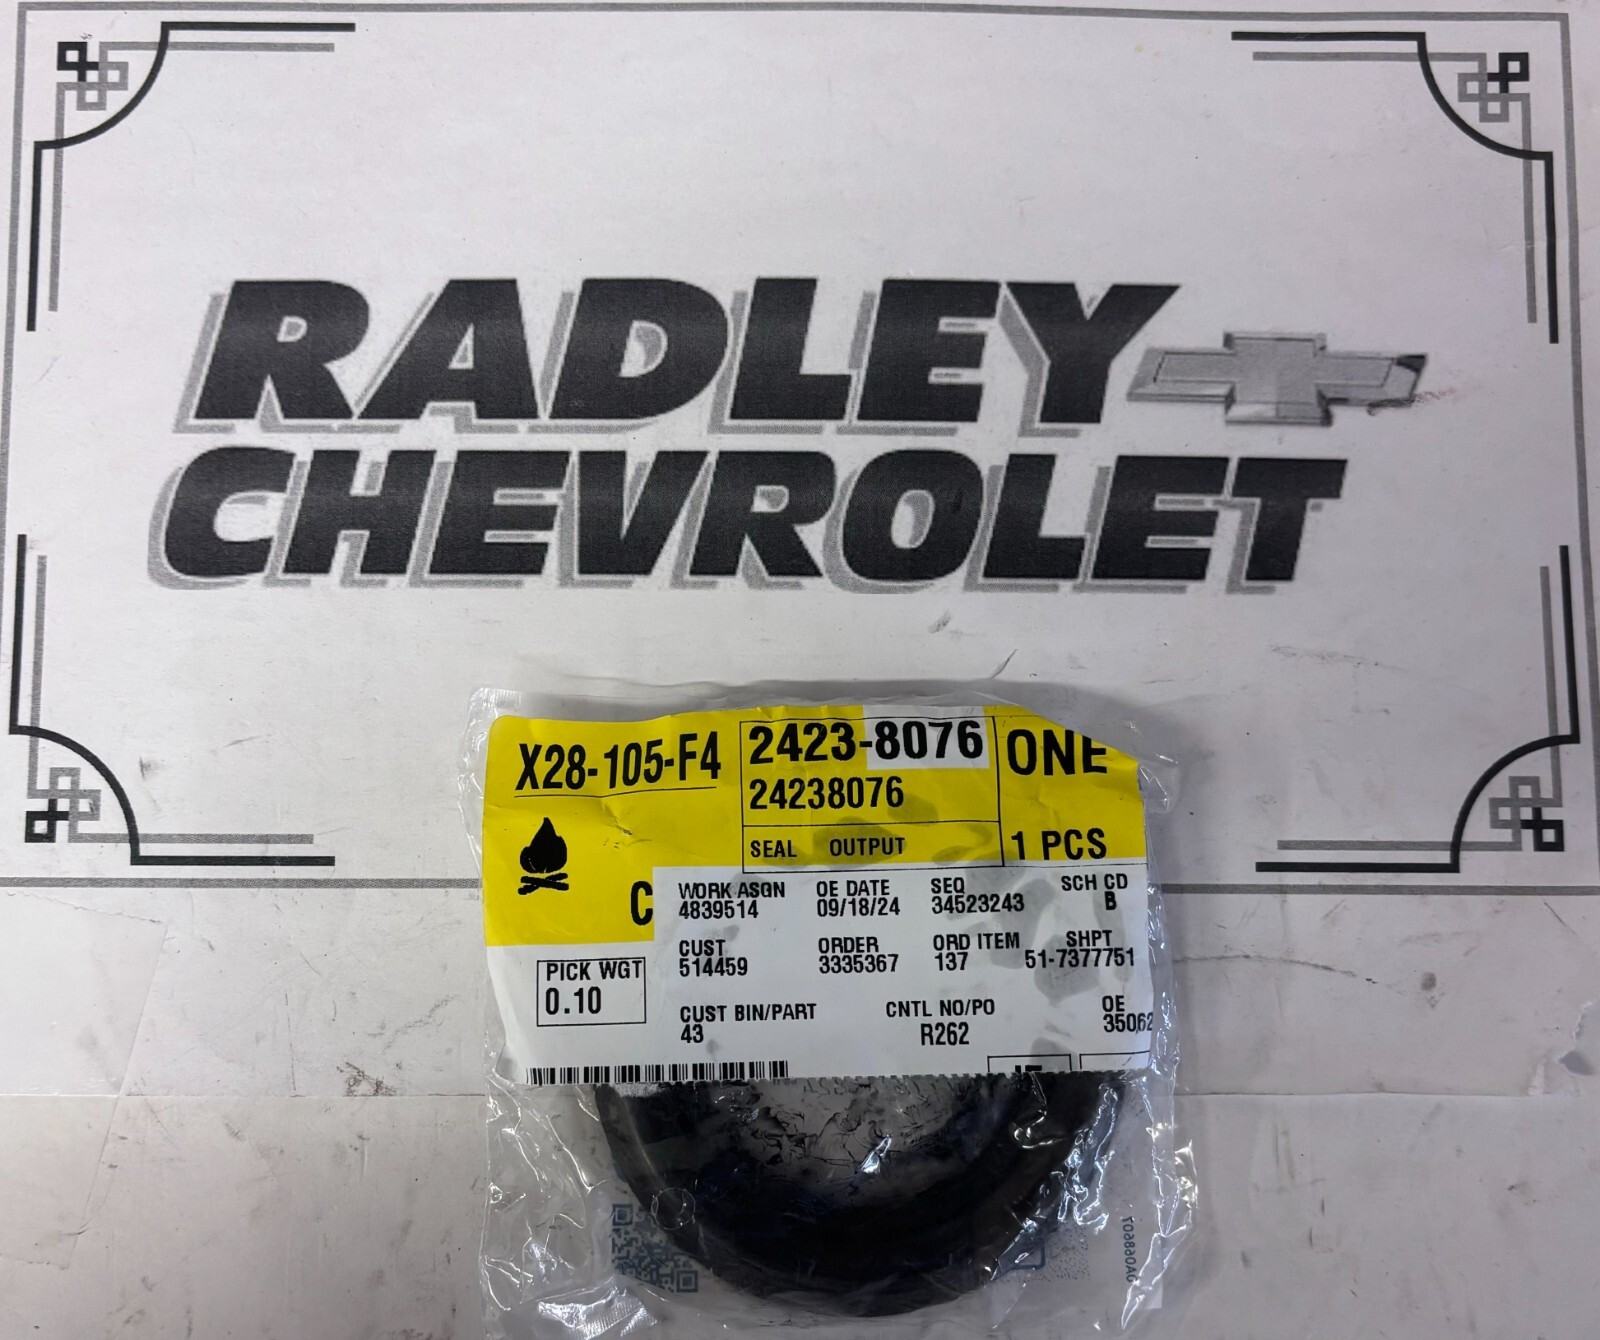 RADLEY
CHEVROLET
X28-105-F4
2423-8076
24238076
ONE
SEAL OUTPUT
1 PCS
C
WORK ASGN
4839514
OE DATE
09/18/24
SEQ
34523243
SCH CD
B
CUST
514459
ORDER
3335367
ORD ITEM
137
SHPT
51-7377751
PICK WGT
0.10
CUST BIN/PART
43
CNTL NO/PO
R262
OE
35062